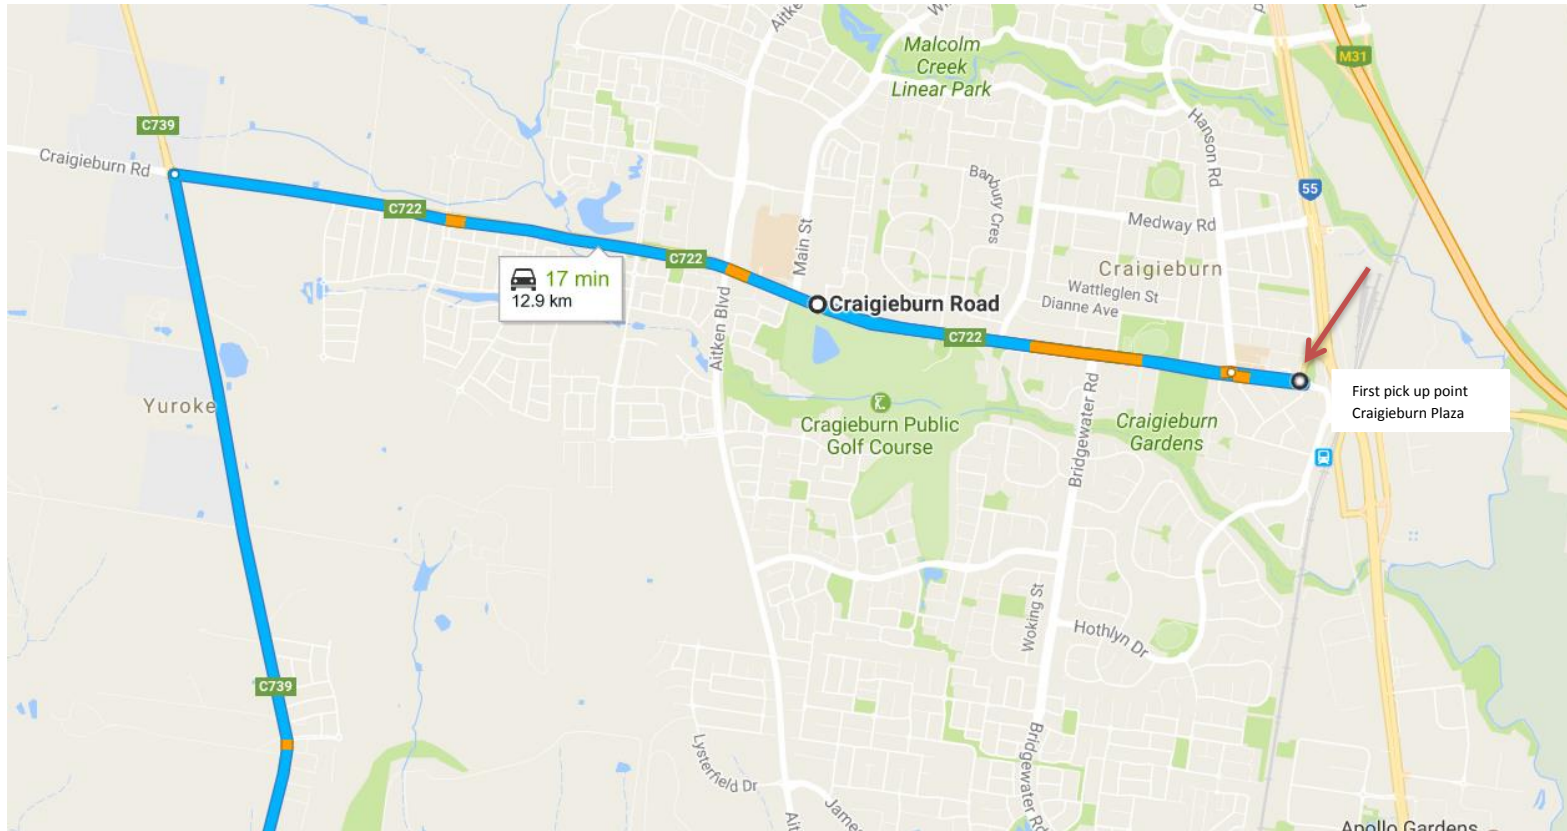 Malcolm
Creek
Linear Park
M31
C739
Craigieburn Rd
Hanson Rd
Banbury Cres
55
C722
Medway Rd
Main St
C722
17 min
12.9 km
Craigieburn
Wattleglen St
Dianne Ave
Aitken Blvd
Craigieburn Road
C722
First pick up point
Craigieburn Plaza
Yuroke
Cragieburn Public
Golf Course
Bridgewater Rd
Craigieburn
Gardens
Woking St
Hothlyn Dr
C739
Lysterfield Dr
Bridgewater Rd
Apollo Gardens